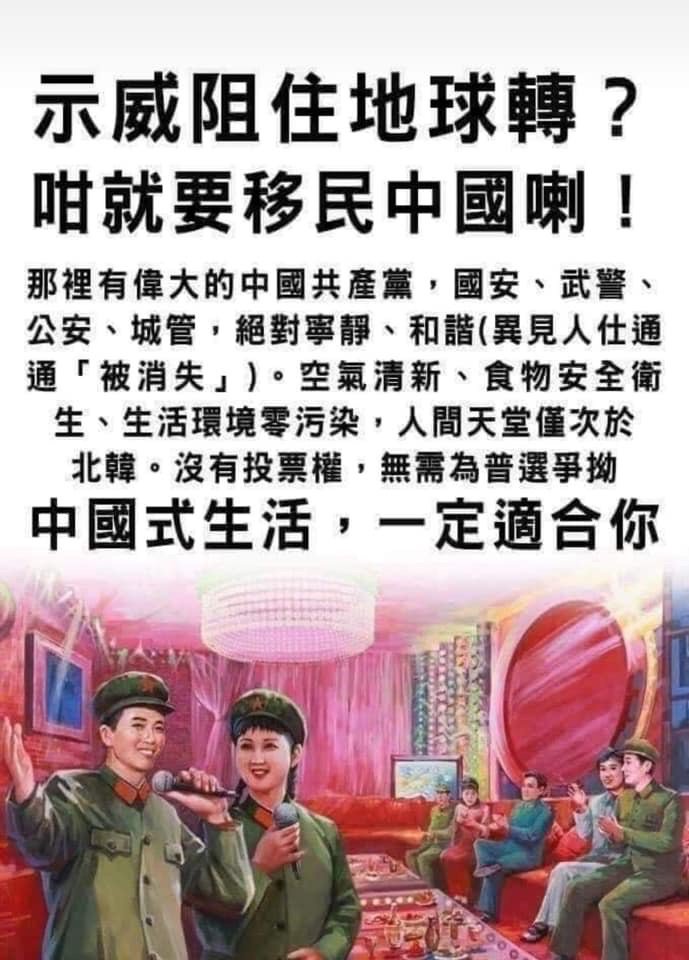 示威阻住地球轉？
咁就要移民中國喇！
那裡有偉大的中國共產黨，國安、武警、
公安、城管，絕對寧靜、和諧(異見人仕通
通「被消失」)。空氣清新、食物安全衛
生、生活環境零污染，人間天堂僅次於
北韓。沒有投票權，無需為普選爭拗
中國式生活，一定適合你